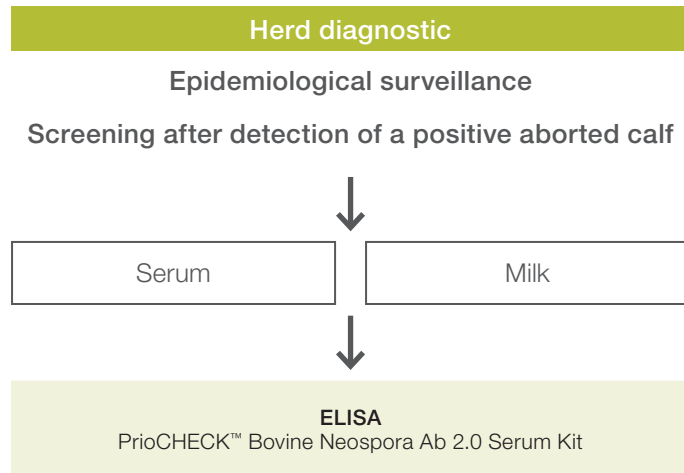 Herd diagnostic
Epidemiological surveillance
Screening after detection of a positive aborted calf
Serum
Milk
ELISA
PrioCHECK™ Bovine Neospora Ab 2.0 Serum Kit